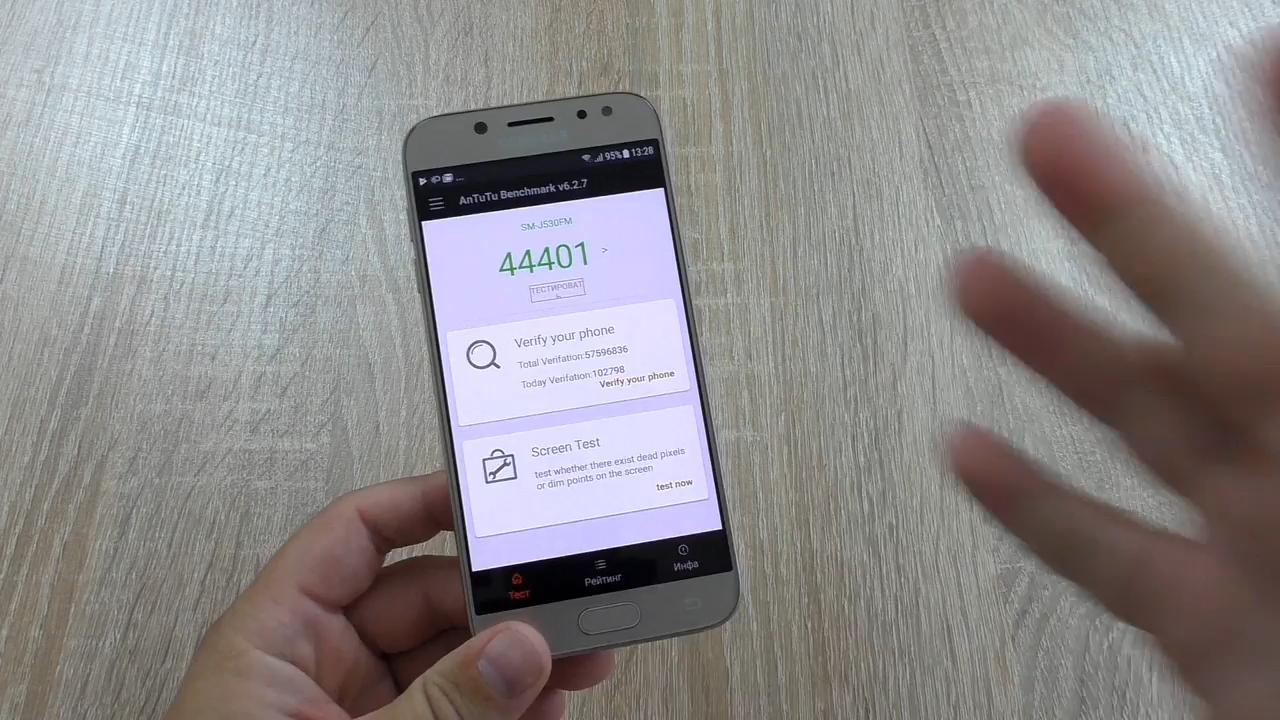 SAMSUNG
95% 13:28
AnTuTu Benchmark v6.2.7
SM-J530FM
44401 >
ТЕСТИРОВАТ
Ь
Verify your phone
Total Verifation:57596836
Today Verifation:102798
Verify your phone
Screen Test
test whether there exist dead pixels
or dim points on the screen
test now
Тест
Рейтинг
Инфа